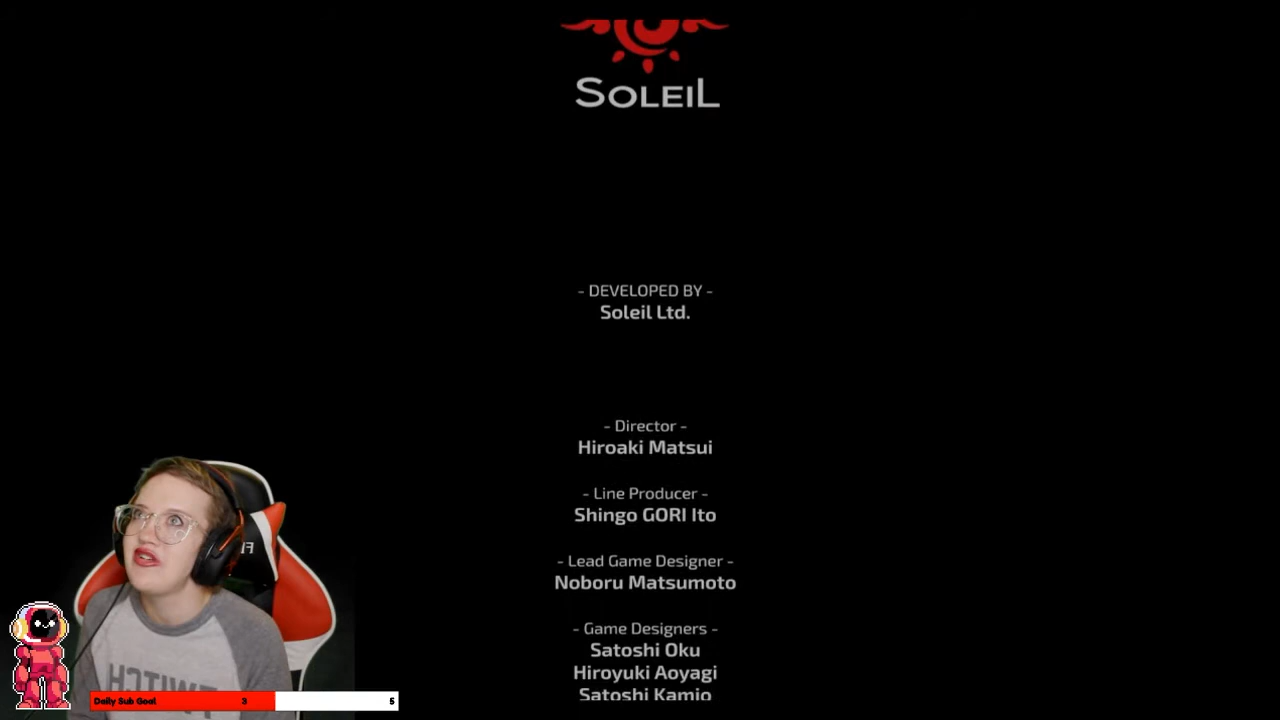 SOLEIL
- DEVELOPED BY -
Soleil Ltd.
- Director -
Hiroaki Matsui
- Line Producer -
Shingo GORI Ito
- Lead Game Designer -
Noboru Matsumoto
- Game Designers -
Satoshi Oku
Hiroyuki Aoyagi
Satoshi Kamio
TWITCH
Daily Sub Goal 3 5